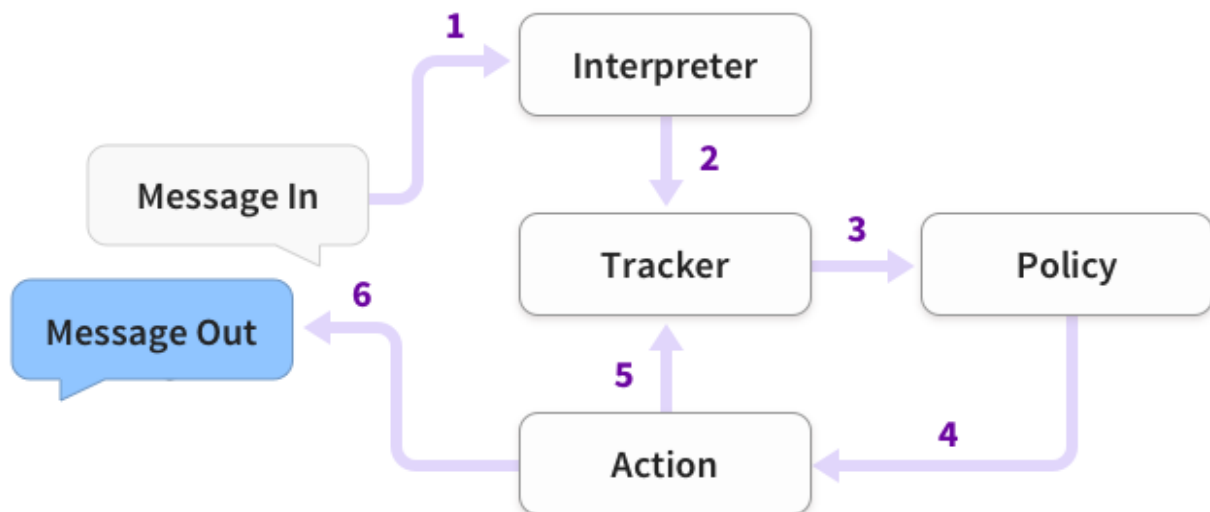 1
Interpreter
2
Message In
Tracker
3
Policy
6
Message Out
5
4
Action